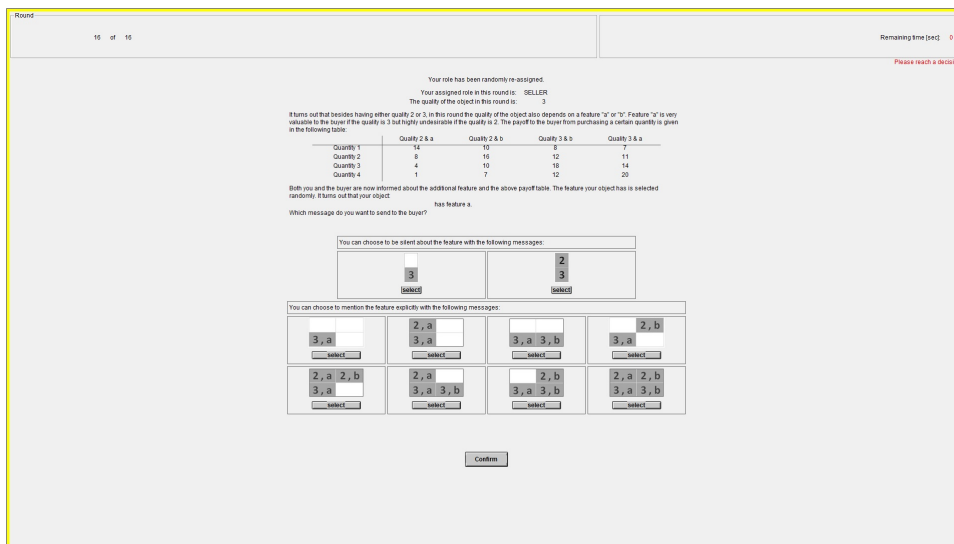 Round
16 of 16
Remaining time [sec]: 0
Please reach a decisi
Your role has been randomly re-assigned.
Your assigned role in this round is: SELLER
The quality of the object in this round is: 3
It turns out that besides having either quality 2 or 3, in this round the quality of the object also depends on a feature "a" or "b". Feature "a" is very
valuable to the buyer if the quality is 3 but highly undesirable if the quality is 2. The payoff to the buyer from purchasing a certain quantity is given
in the following table:
Quality 2 & a Quality 2 & b Quality 3 & b Quality 3 & a
Quantity 1 14 10 8 7
Quantity 2 8 16 12 11
Quantity 3 4 10 18 14
Quantity 4 1 7 12 20
Both you and the buyer are now informed about the additional feature and the above payoff table. The feature your object has is selected
randomly. It turns out that your object:
has feature a.
Which message do you want to send to the buyer?
You can choose to be silent about the feature with the following messages:
2
3 3
select select
You can choose to mention the feature explicitly with the following messages:
2,a 2,b
3,a 3,a 3,a 3,b 3,a
select select select select
2,a 2,b 2,a 2,b 2,a 2,b
3,a 3,a 3,b 3,a 3,b 3,a 3,b
select select select select
Confirm